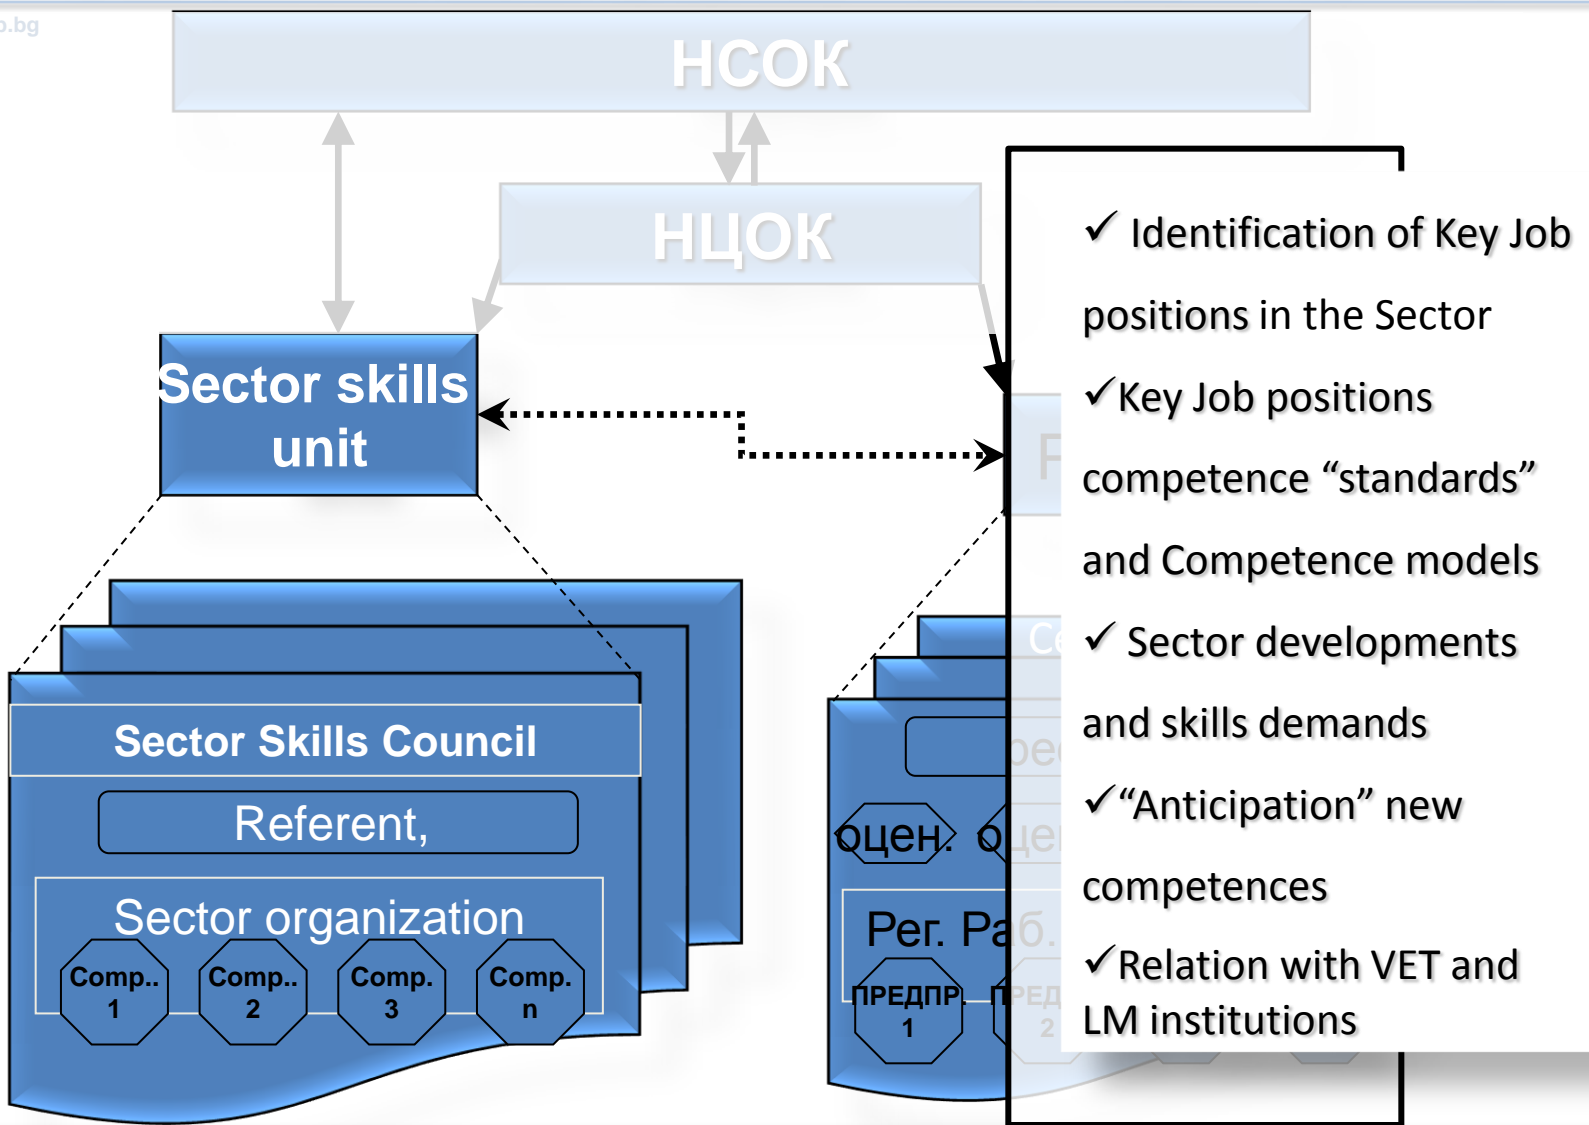 НСОК
НЦОК
Sector skills
unit
Sector Skills Council
Referent,
Sector organization
Comp..
1
Comp..
2
Comp.
3
Comp.
n
оцен.
Рег. Раб.
ПРЕДПР.
1
2
✓ Identification of Key Job
positions in the Sector
✓Key Job positions
competence “standards”
and Competence models
✓ Sector developments
and skills demands
✓“Anticipation” new
competences
✓Relation with VET and
LM institutions